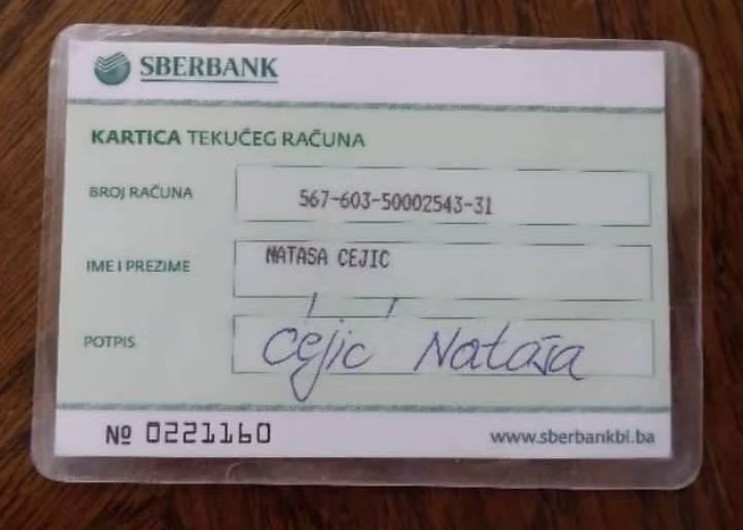 SBERBANK
KARTICA TEKUĆEG RAČUNA
BROJ RAČUNA 567-603-50002543-31
IME I PREZIME NATASA CEJIC
POTPIS Cejić Nataša
№ 0221160 www.sberbankbl.ba